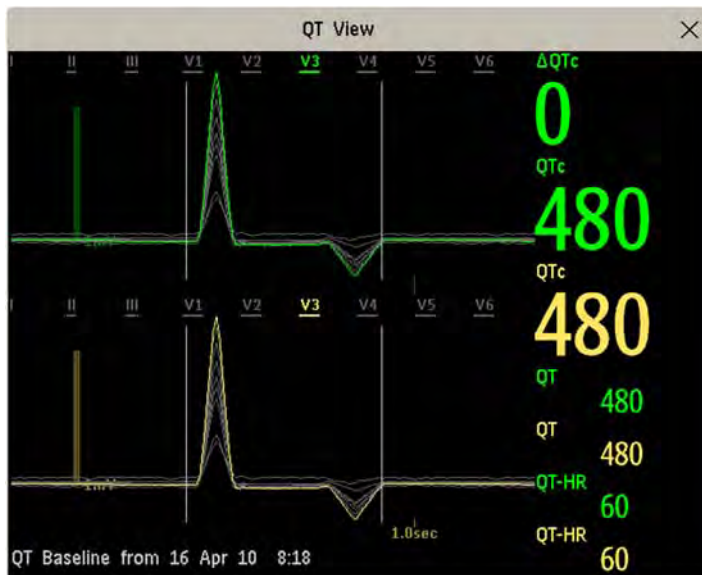 QT View
I II III V1 V2 V3 V4 V5 V6
ΔQTc
0
QTc
480
QTc
480
I II III V1 V2 V3 V4 V5 V6
QT
480
QT
480
QT-HR
60
1.0sec
QT-HR
60
QT Baseline from 16 Apr 10 8:18